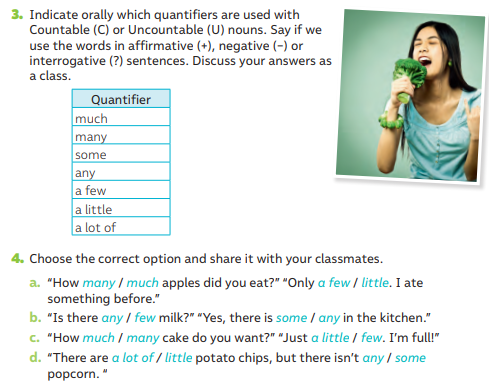 3. Indicate orally which quantifiers are used with
Countable (C) or Uncountable (U) nouns. Say if we
use the words in affirmative (+), negative (–) or
interrogative (?) sentences. Discuss your answers as
a class.
Quantifier
much
many
some
any
a few
a little
a lot of
4. Choose the correct option and share it with your classmates.
a. “How many / much apples did you eat?” “Only a few / little. I ate
something before.”
b. “Is there any / few milk?” “Yes, there is some / any in the kitchen.”
c. “How much / many cake do you want?” “Just a little / few. I’m full!”
d. “There are a lot of / little potato chips, but there isn’t any / some
popcorn. “